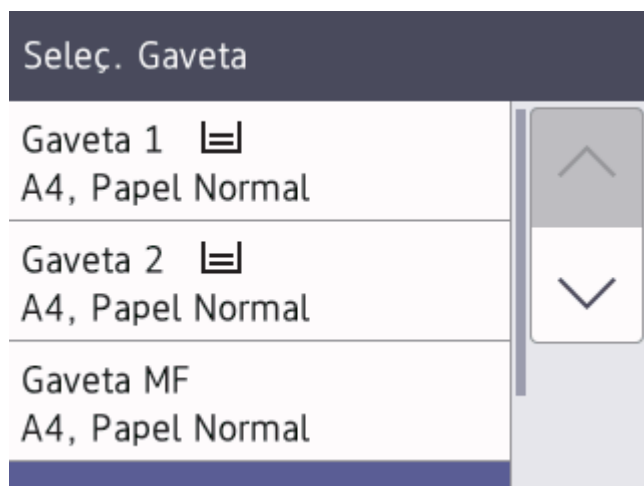 Seleç. Gaveta
Gaveta 1
A4, Papel Normal
Gaveta 2
A4, Papel Normal
Gaveta MF
A4, Papel Normal